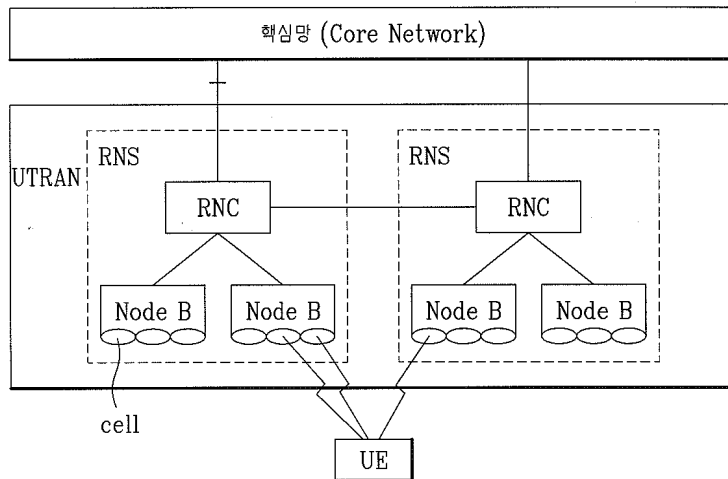 핵심망 (Core Network)
RNS
RNS
UTRAN
RNC
RNC
Node B
Node B
Node B
Node B
cell
UE